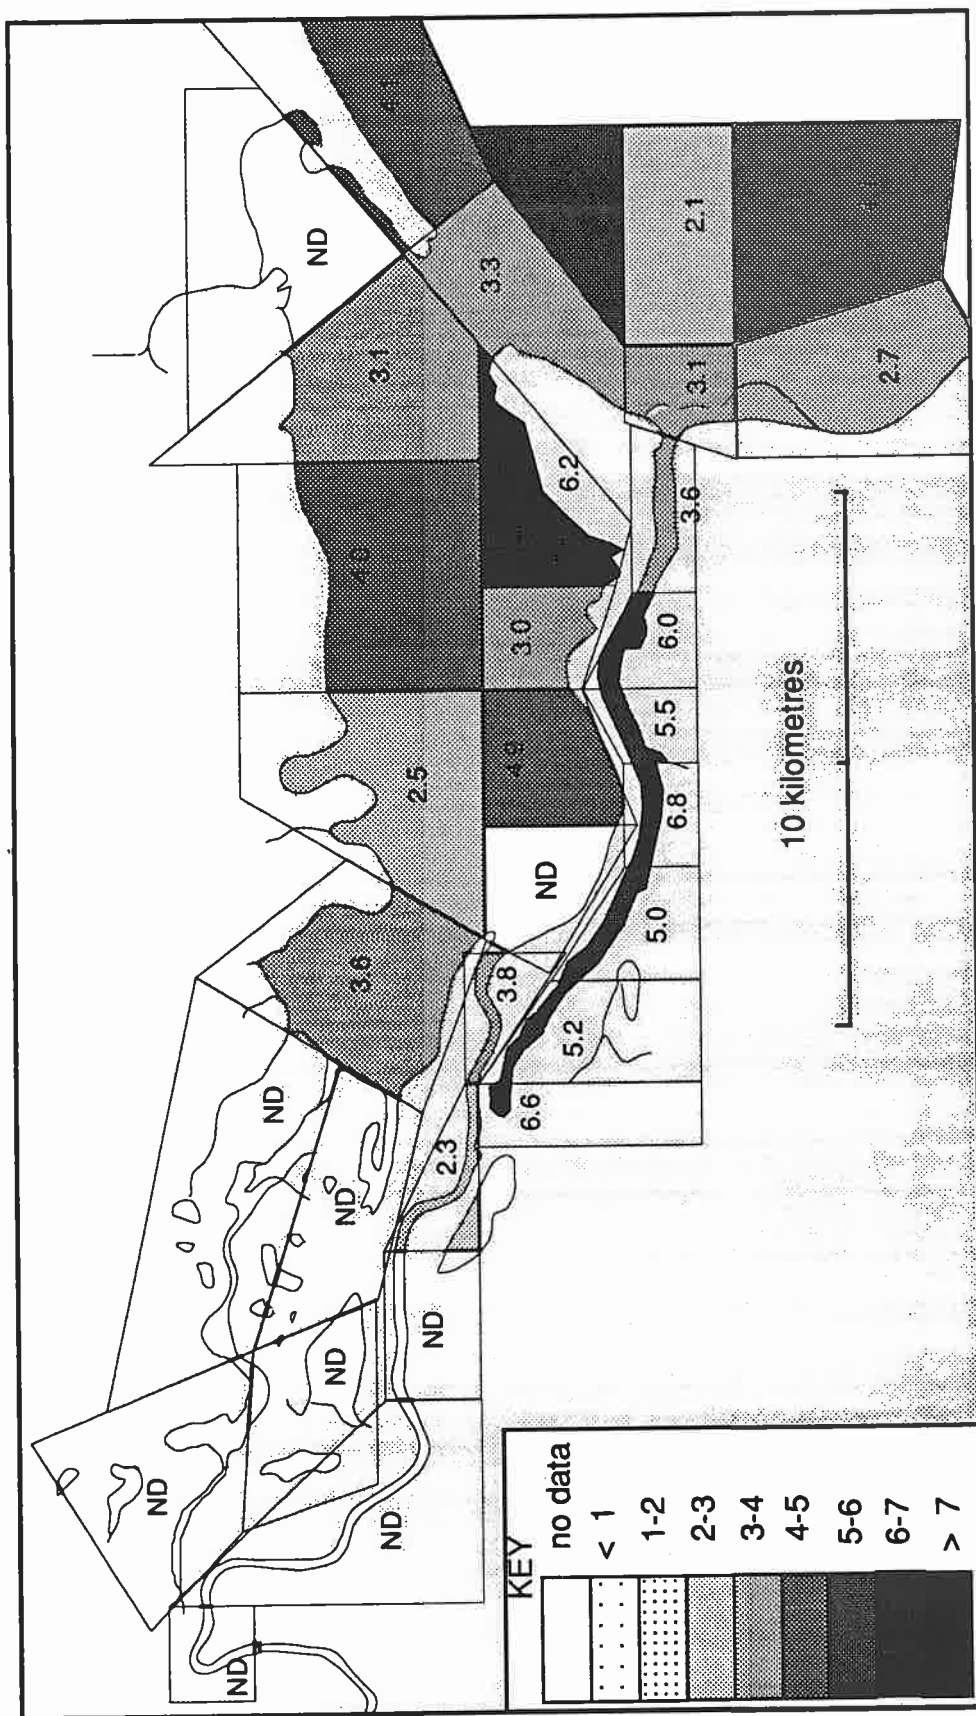 ND
4.1
3.1
3.3
4.0
2.1
6.2
3.1
2.7
2.5
3.0
3.6
4.9
6.0
5.5
6.8
3.6
ND
5.0
3.8
5.2
6.6
ND
2.3
ND
ND
ND
ND
ND
ND
10 kilometres
KEY
no data
< 1
1-2
2-3
3-4
4-5
5-6
6-7
> 7